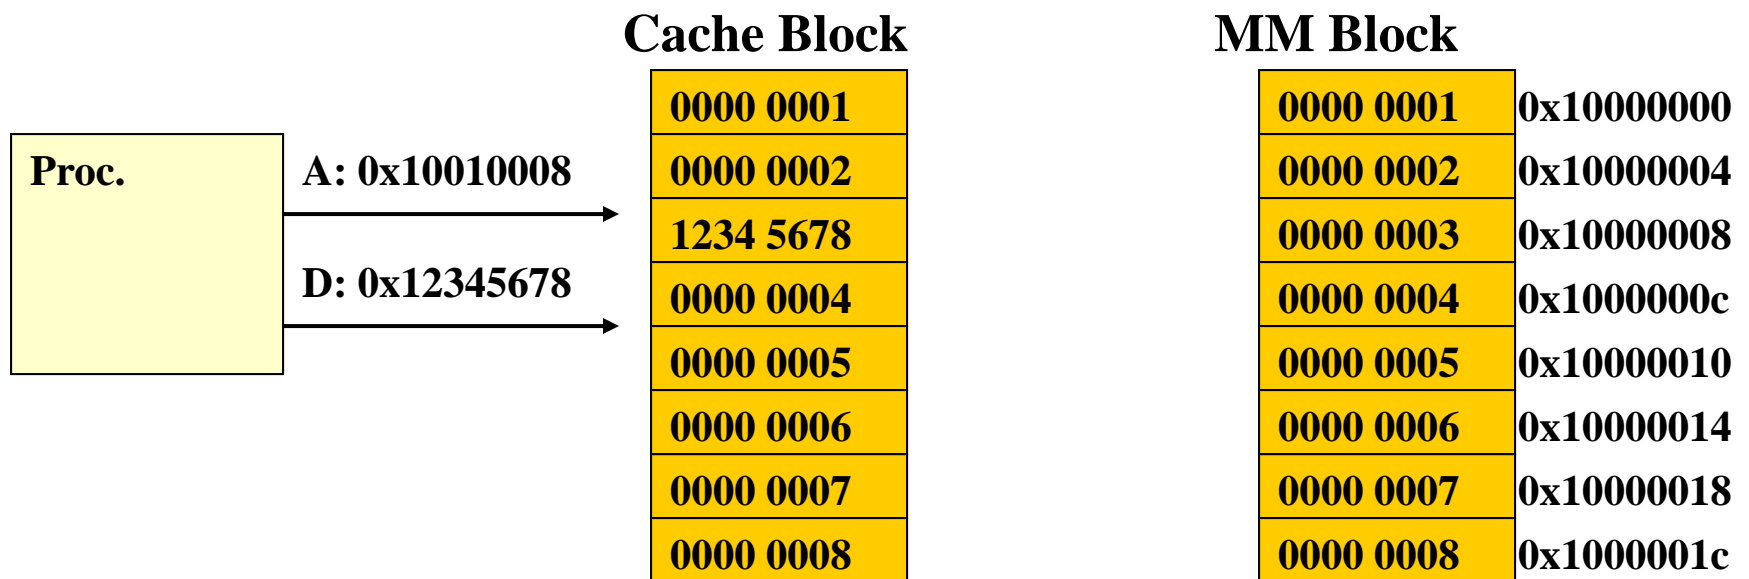 Cache Block MM Block
0000 0001 0000 0001 0x10000000
Proc. A: 0x10010008 0000 0002 0000 0002 0x10000004
1234 5678 0000 0003 0x10000008
D: 0x12345678 0000 0004 0000 0004 0x1000000c
0000 0005 0000 0005 0x10000010
0000 0006 0000 0006 0x10000014
0000 0007 0000 0007 0x10000018
0000 0008 0000 0008 0x1000001c